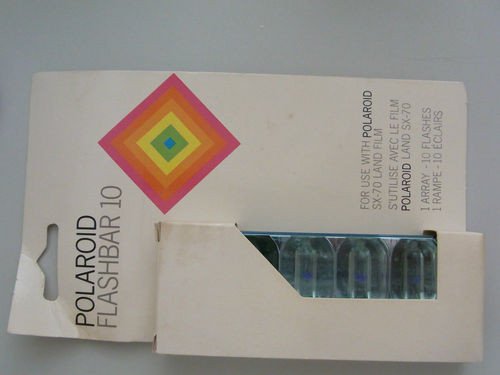 POLAROID
FLASHBAR 10
FOR USE WITH POLAROID
SX-70 LAND FILM
S'UTILISE AVEC LE FILM
POLAROID LAND SX-70
1 ARRAY - 10 FLASHES
1 RAMPE - 10 ÉCLAIRS